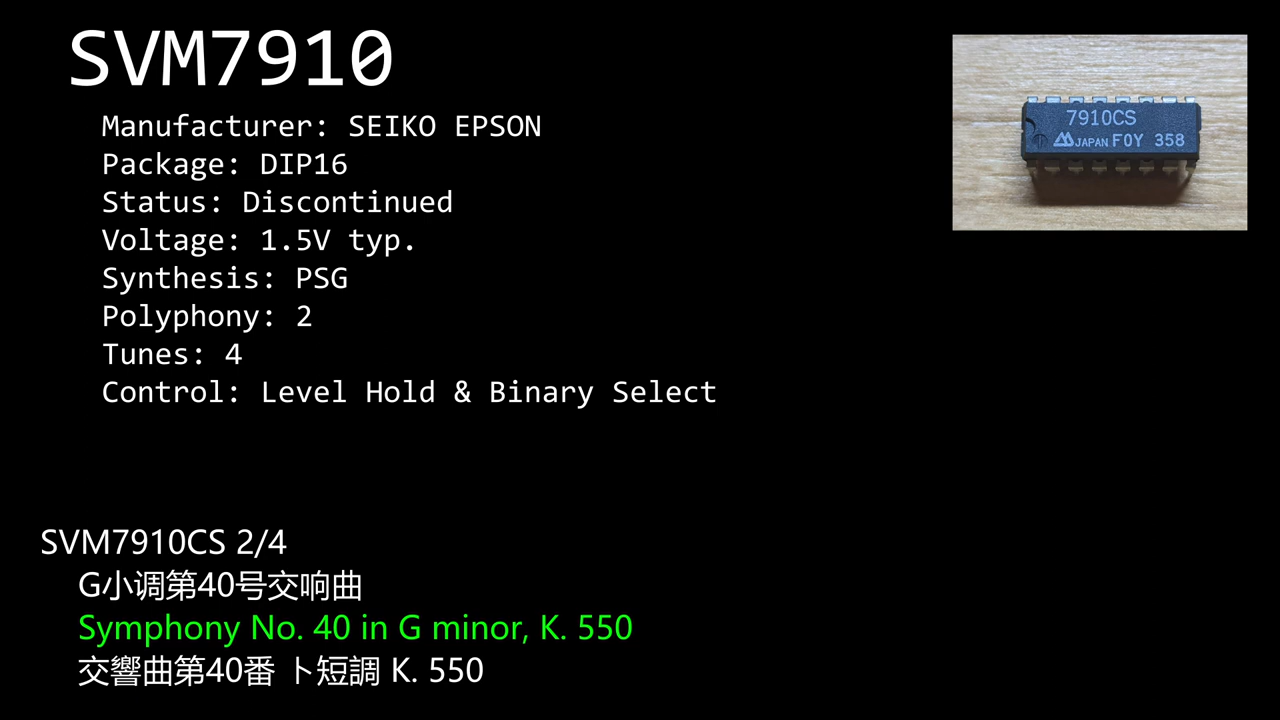 SVM7910
Manufacturer: SEIKO EPSON
Package: DIP16
Status: Discontinued
Voltage: 1.5V typ.
Synthesis: PSG
Polyphony: 2
Tunes: 4
Control: Level Hold & Binary Select
7910CS
JAPAN F0Y 358
SVM7910CS 2/4
G小调第40号交响曲
Symphony No. 40 in G minor, K. 550
交響曲第40番 ト短調 K. 550